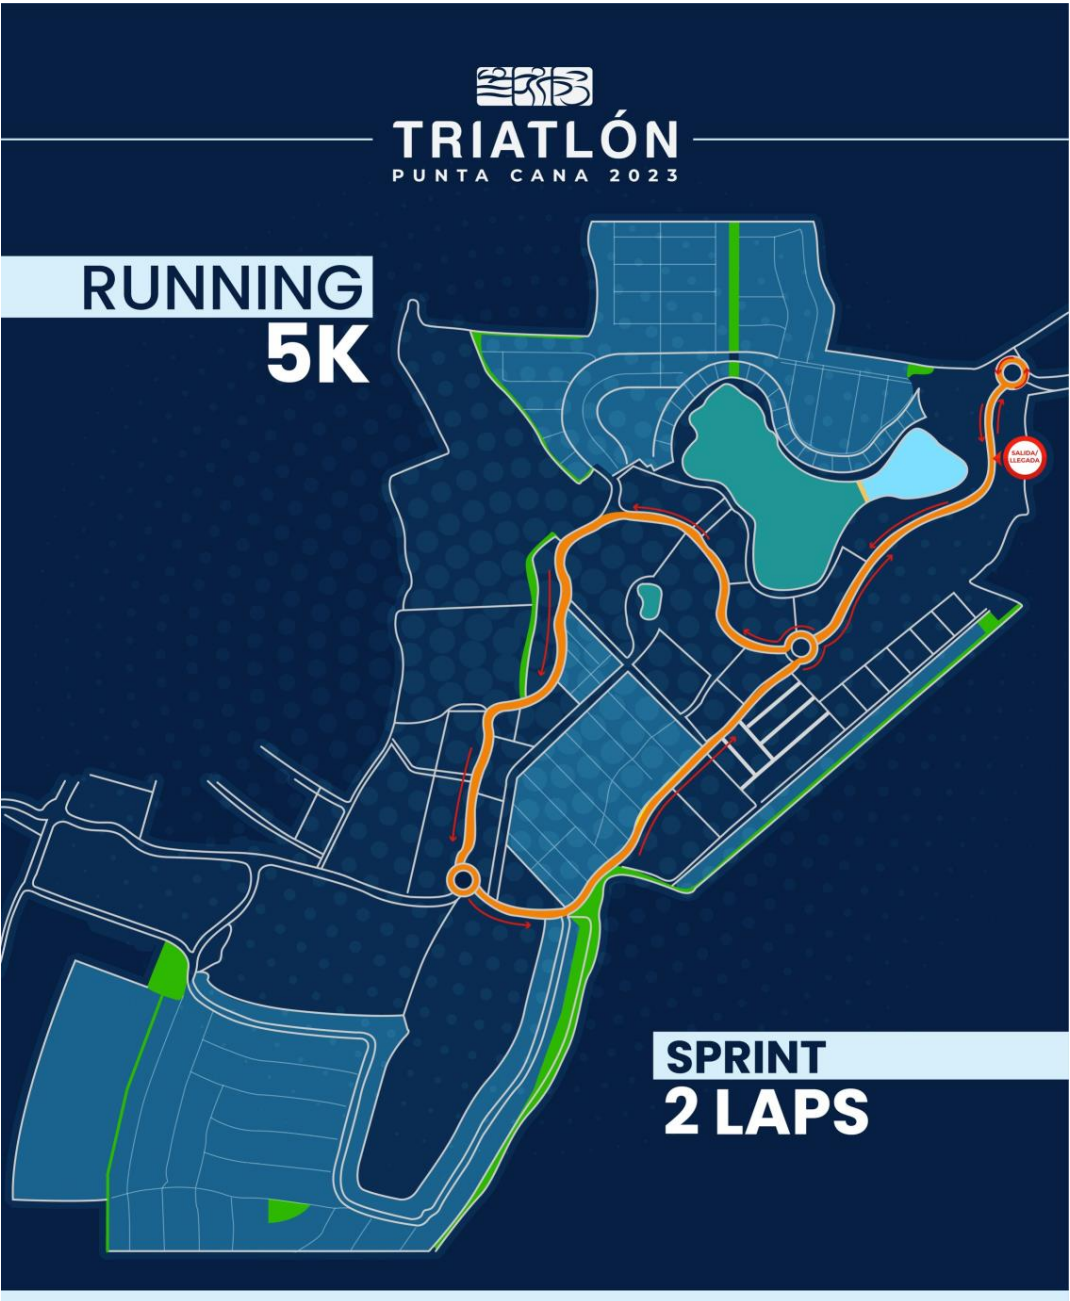 TRIATLÓN
PUNTA CANA 2023
RUNNING
5K
SALIDA/
LLEGADA
SPRINT
2 LAPS